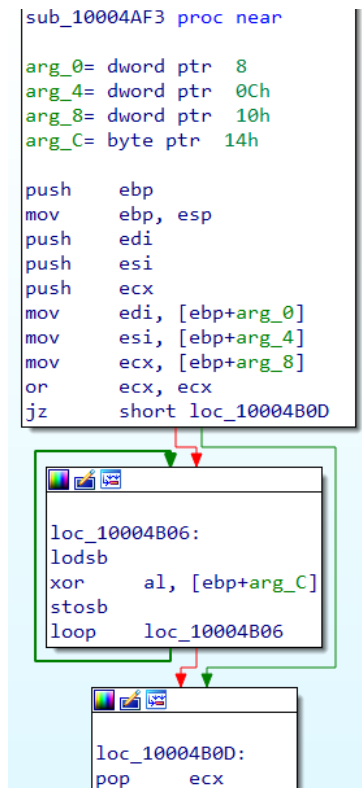 sub_10004AF3 proc near
arg_0= dword ptr  8
arg_4= dword ptr  0Ch
arg_8= dword ptr  10h
arg_C= byte ptr  14h
push    ebp
mov     ebp, esp
push    edi
push    esi
push    ecx
mov     edi, [ebp+arg_0]
mov     esi, [ebp+arg_4]
mov     ecx, [ebp+arg_8]
or      ecx, ecx
jz      short loc_10004B0D
loc_10004B06:
lodsb
xor     al, [ebp+arg_C]
stosb
loop    loc_10004B06
loc_10004B0D:
pop     ecx